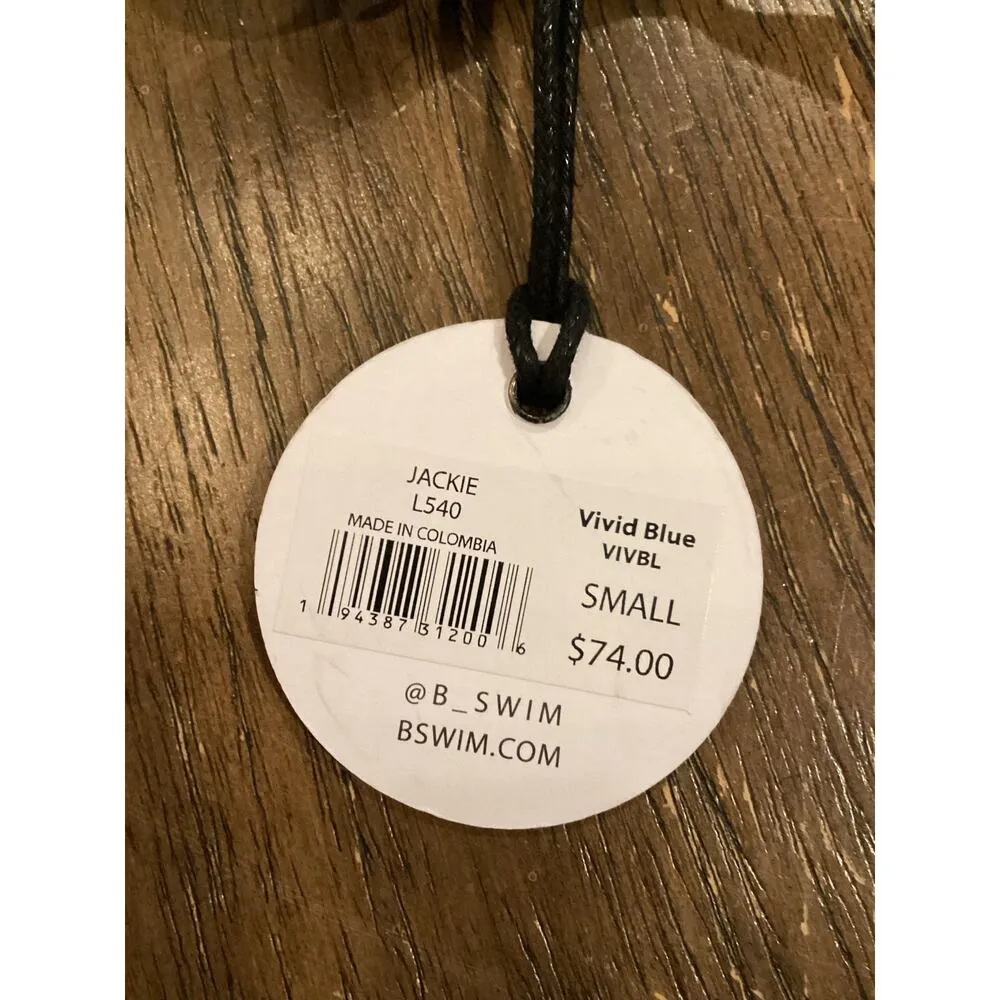 JACKIE
L540
MADE IN COLOMBIA
1 94387 31200 6
Vivid Blue
VIVBL
SMALL
$74.00
@B_SWIM
BSWIM.COM